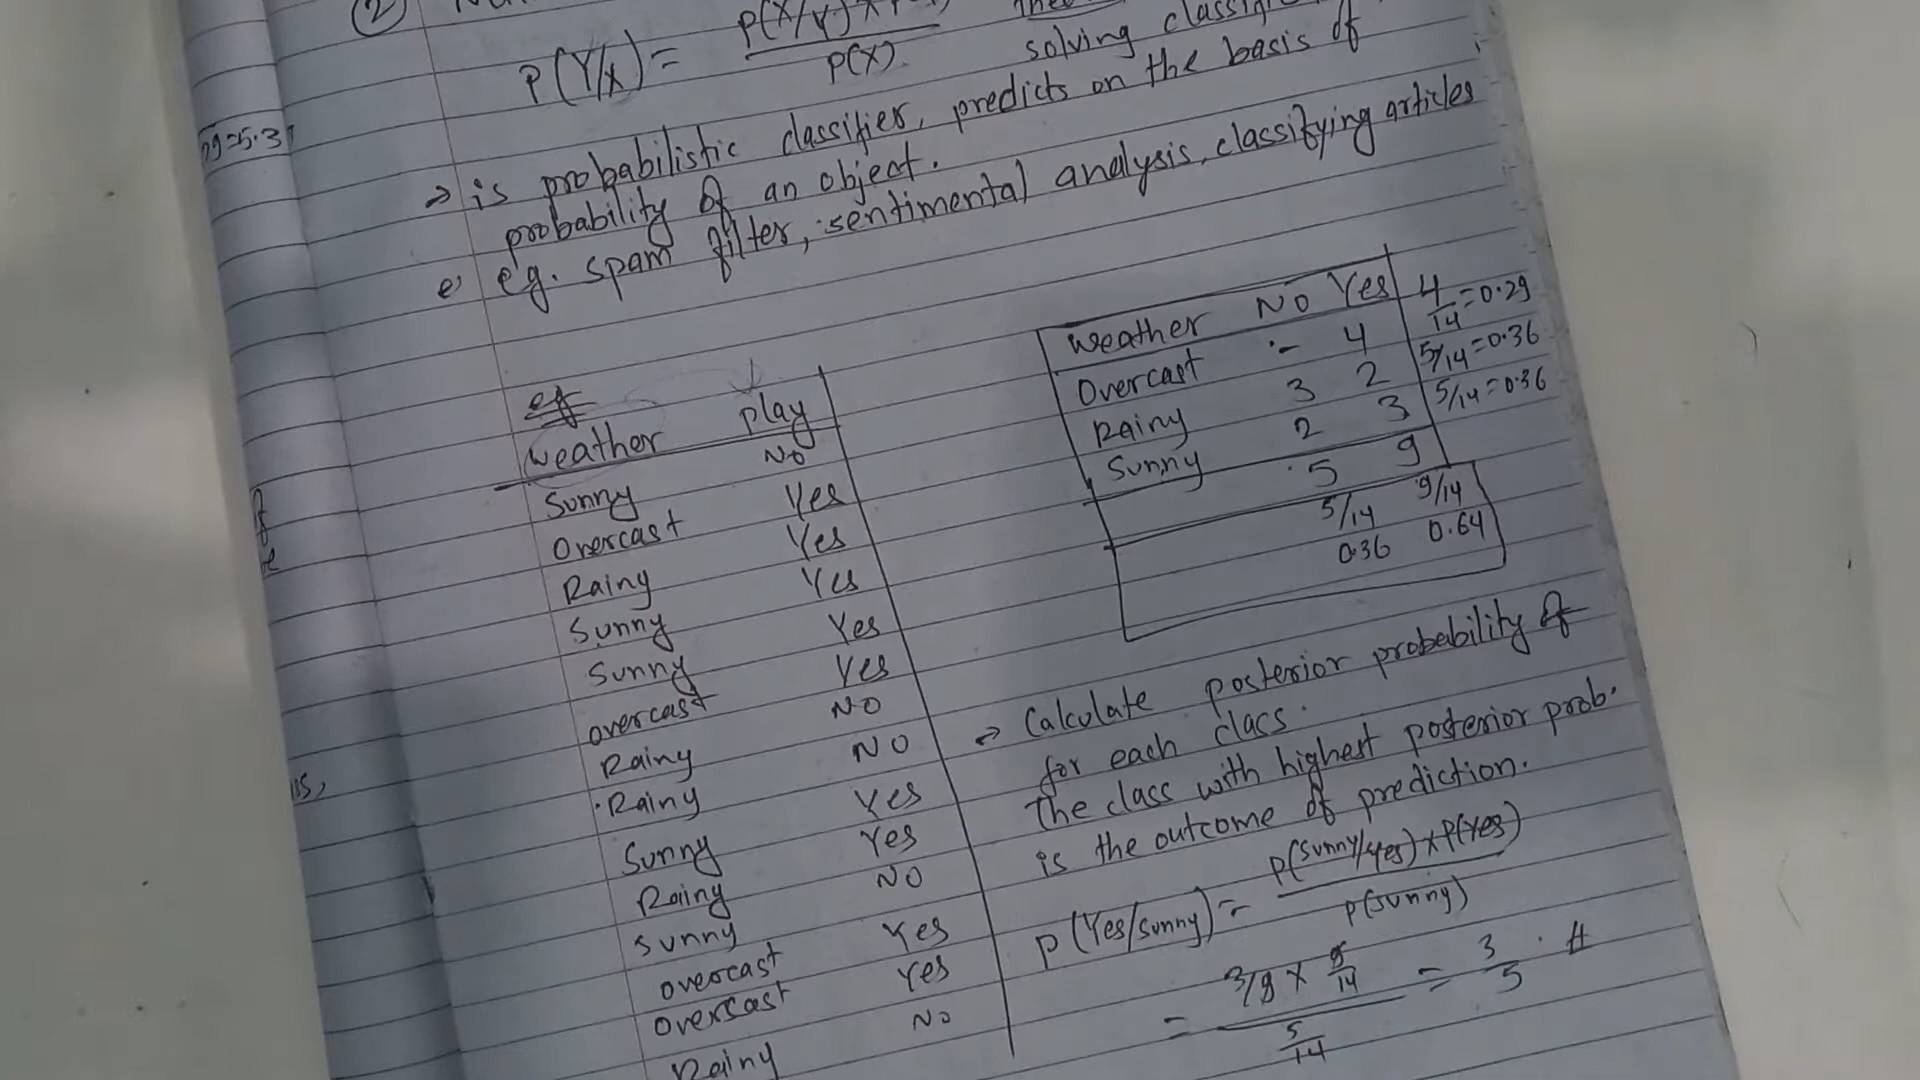 ②
P(Y/X) = P(X/Y) x
P(X)
solving
⇒ is probabilistic classifier, predicts on the basis of
probability of an object.
eg. spam filter, sentimental analysis, classifying articles
eg
weather play
Sunny No
Overcast Yes
Rainy Yes
Sunny Yes
Sunny Yes
overcast Yes
Rainy NO
Rainy NO
Sunny Yes
Rainy Yes
Sunny NO
overcast Yes
overcast Yes
Rainy No
weather NO Yes
Overcast - 4 4/14 = 0.29
Rainy 3 2 5/14 = 0.36
Sunny 2 3 5/14 = 0.36
5 9
5/14 9/14
0.36 0.64
⇒ Calculate posterior probability of
for each class.
The class with highest posterior prob.
is the outcome of prediction.
P(Yes/Sunny) = P(Sunny/Yes) x P(Yes)
P(Sunny)
= 3/9 x 9/14 = 3/5 . #
5/14